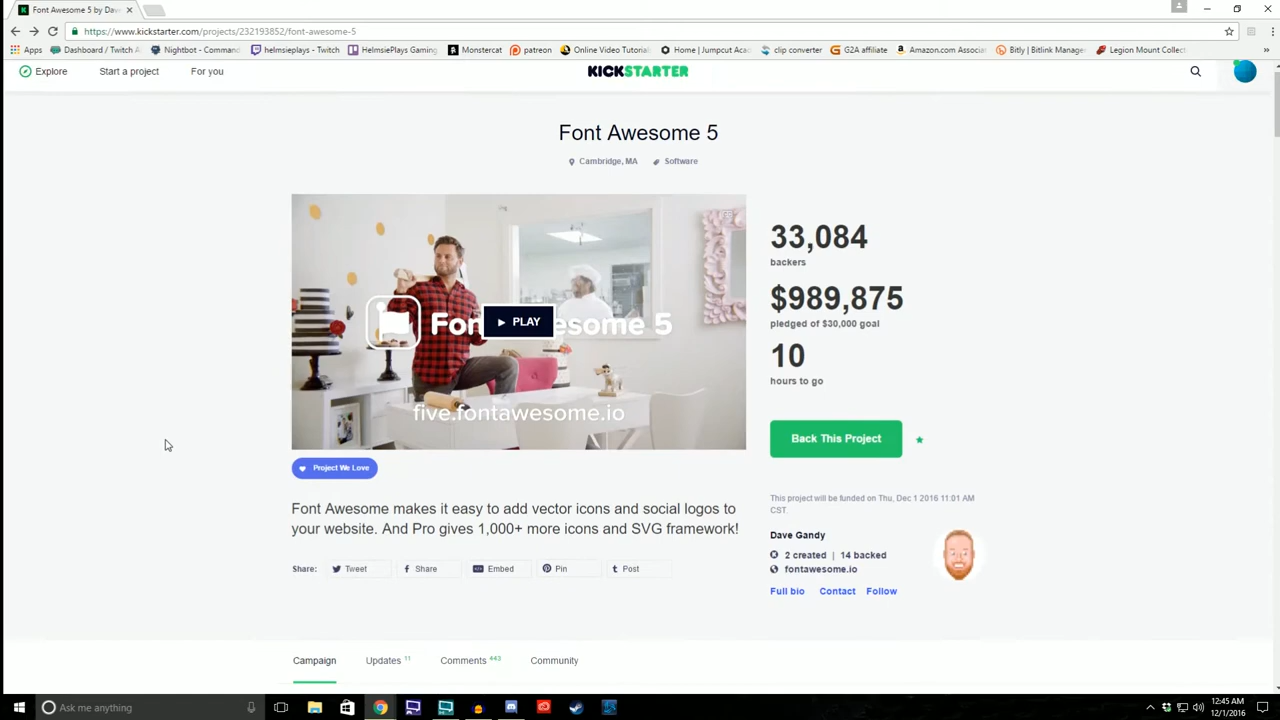 Font Awesome 5 by Dav
https://www.kickstarter.com/projects/232193852/font-awesome-5
Apps Dashboard / Twitch Nightbot - Comman helmsieplays - Twitch HelmsiePlays Gaming Monstercat patreon Online Video Tutorial Home | Jumpcut Acad clip converter G2A affiliate Amazon.com Associa Bitly | Bitlink Manage Legion Mount Collect »
Explore Start a project For you KICKSTARTER
Font Awesome 5
Cambridge, MA Software
33,084
backers
$989,875
pledged of $30,000 goal
10
hours to go
Fon esome 5
PLAY
five.fontawesome.io
Back This Project
Project We Love
This project will be funded on Thu, Dec 1 2016 11:01 AM
CST.
Font Awesome makes it easy to add vector icons and social logos to
your website. And Pro gives 1,000+ more icons and SVG framework!
Dave Gandy
2 created | 14 backed
fontawesome.io
Full bio Contact Follow
Share: Tweet Share Embed Pin Post
Campaign Updates 11 Comments 443 Community
Ask me anything
12:45 AM
12/1/2016